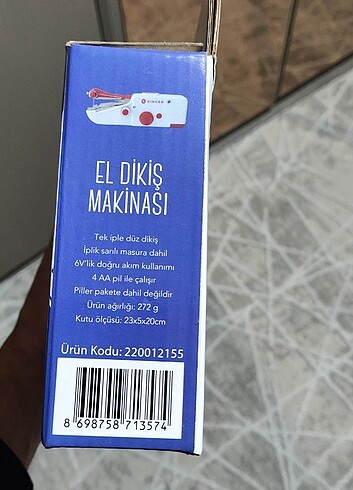 SINGER
EL DİKİŞ
MAKİNASI
Tek iple düz dikiş
İplik sarılı masura dahil
6V'lik doğru akım kullanımı
4 AA pil ile çalışır
Piller pakete dahil değildir
Ürün ağırlığı: 272 g
Kutu ölçüsü: 23x5x20cm
Ürün Kodu: 220012155
8 698758 713574